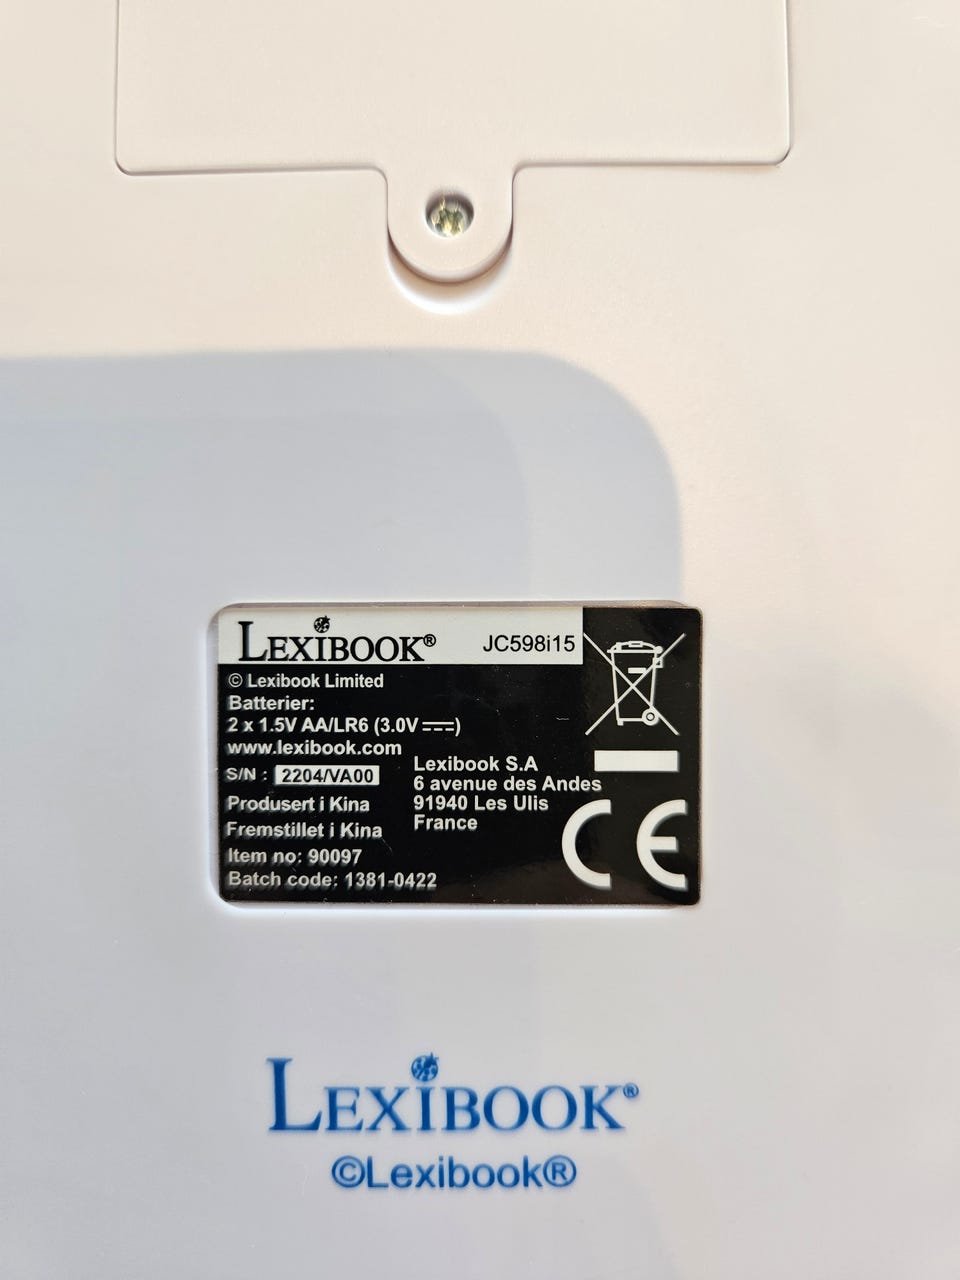 LEXIBOOK® JC598i15
© Lexibook Limited
Batterier:
2 x 1.5V AA/LR6 (3.0V ⎓)
www.lexibook.com
S/N : 2204/VA00
Produsert i Kina
Fremstillet i Kina
Item no: 90097
Batch code: 1381-0422
Lexibook S.A
6 avenue des Andes
91940 Les Ulis
France
CE
LEXIBOOK®
©Lexibook®